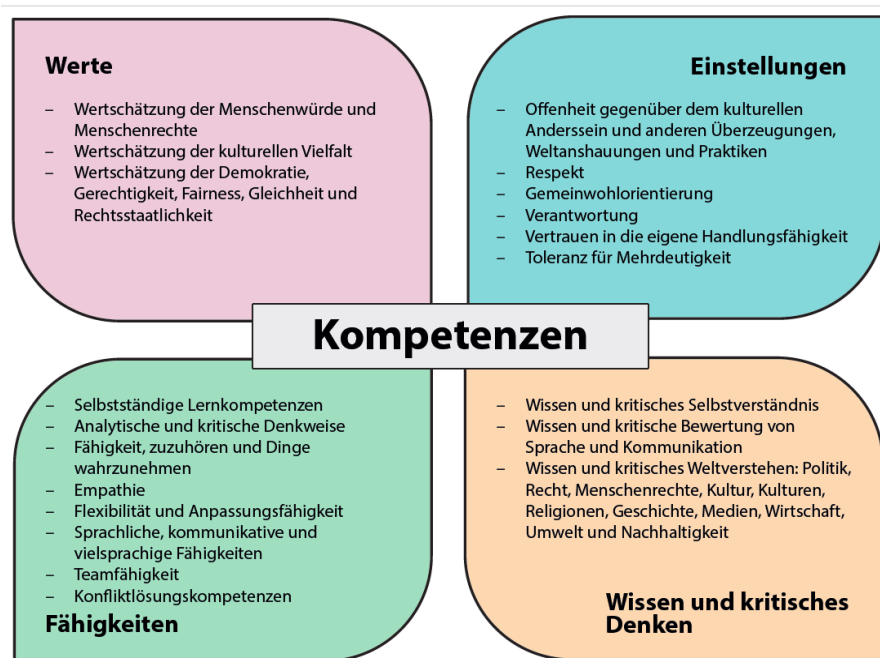 Werte
– Wertschätzung der Menschenwürde und
Menschenrechte
– Wertschätzung der kulturellen Vielfalt
– Wertschätzung der Demokratie,
Gerechtigkeit, Fairness, Gleichheit und
Rechtsstaatlichkeit
Einstellungen
– Offenheit gegenüber dem kulturellen
Anderssein und anderen Überzeugungen,
Weltanshauungen und Praktiken
– Respekt
– Gemeinwohlorientierung
– Verantwortung
– Vertrauen in die eigene Handlungsfähigkeit
– Toleranz für Mehrdeutigkeit
Kompetenzen
– Selbstständige Lernkompetenzen
– Analytische und kritische Denkweise
– Fähigkeit, zuzuhören und Dinge
wahrzunehmen
– Empathie
– Flexibilität und Anpassungsfähigkeit
– Sprachliche, kommunikative und
vielsprachige Fähigkeiten
– Teamfähigkeit
– Konfliktlösungskompetenzen
Fähigkeiten
– Wissen und kritisches Selbstverständnis
– Wissen und kritische Bewertung von
Sprache und Kommunikation
– Wissen und kritisches Weltverstehen: Politik,
Recht, Menschenrechte, Kultur, Kulturen,
Religionen, Geschichte, Medien, Wirtschaft,
Umwelt und Nachhaltigkeit
Wissen und kritisches
Denken